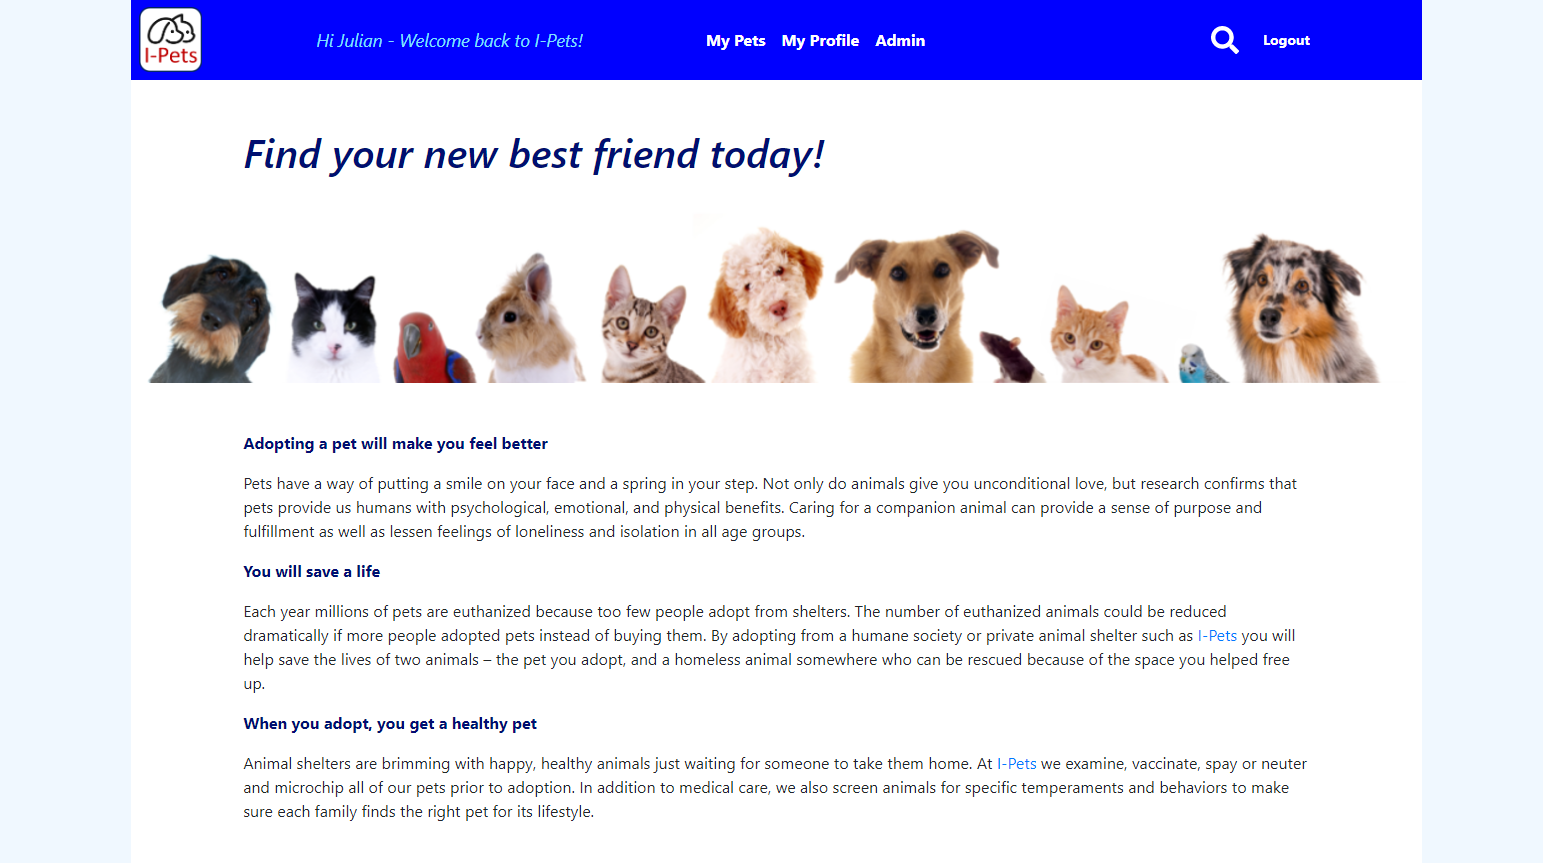 I-Pets
Hi Julian - Welcome back to I-Pets!
My Pets My Profile Admin
Logout
Find your new best friend today!
Adopting a pet will make you feel better
Pets have a way of putting a smile on your face and a spring in your step. Not only do animals give you unconditional love, but research confirms that
pets provide us humans with psychological, emotional, and physical benefits. Caring for a companion animal can provide a sense of purpose and
fulfillment as well as lessen feelings of loneliness and isolation in all age groups.
You will save a life
Each year millions of pets are euthanized because too few people adopt from shelters. The number of euthanized animals could be reduced
dramatically if more people adopted pets instead of buying them. By adopting from a humane society or private animal shelter such as I-Pets you will
help save the lives of two animals – the pet you adopt, and a homeless animal somewhere who can be rescued because of the space you helped free
up.
When you adopt, you get a healthy pet
Animal shelters are brimming with happy, healthy animals just waiting for someone to take them home. At I-Pets we examine, vaccinate, spay or neuter
and microchip all of our pets prior to adoption. In addition to medical care, we also screen animals for specific temperaments and behaviors to make
sure each family finds the right pet for its lifestyle.